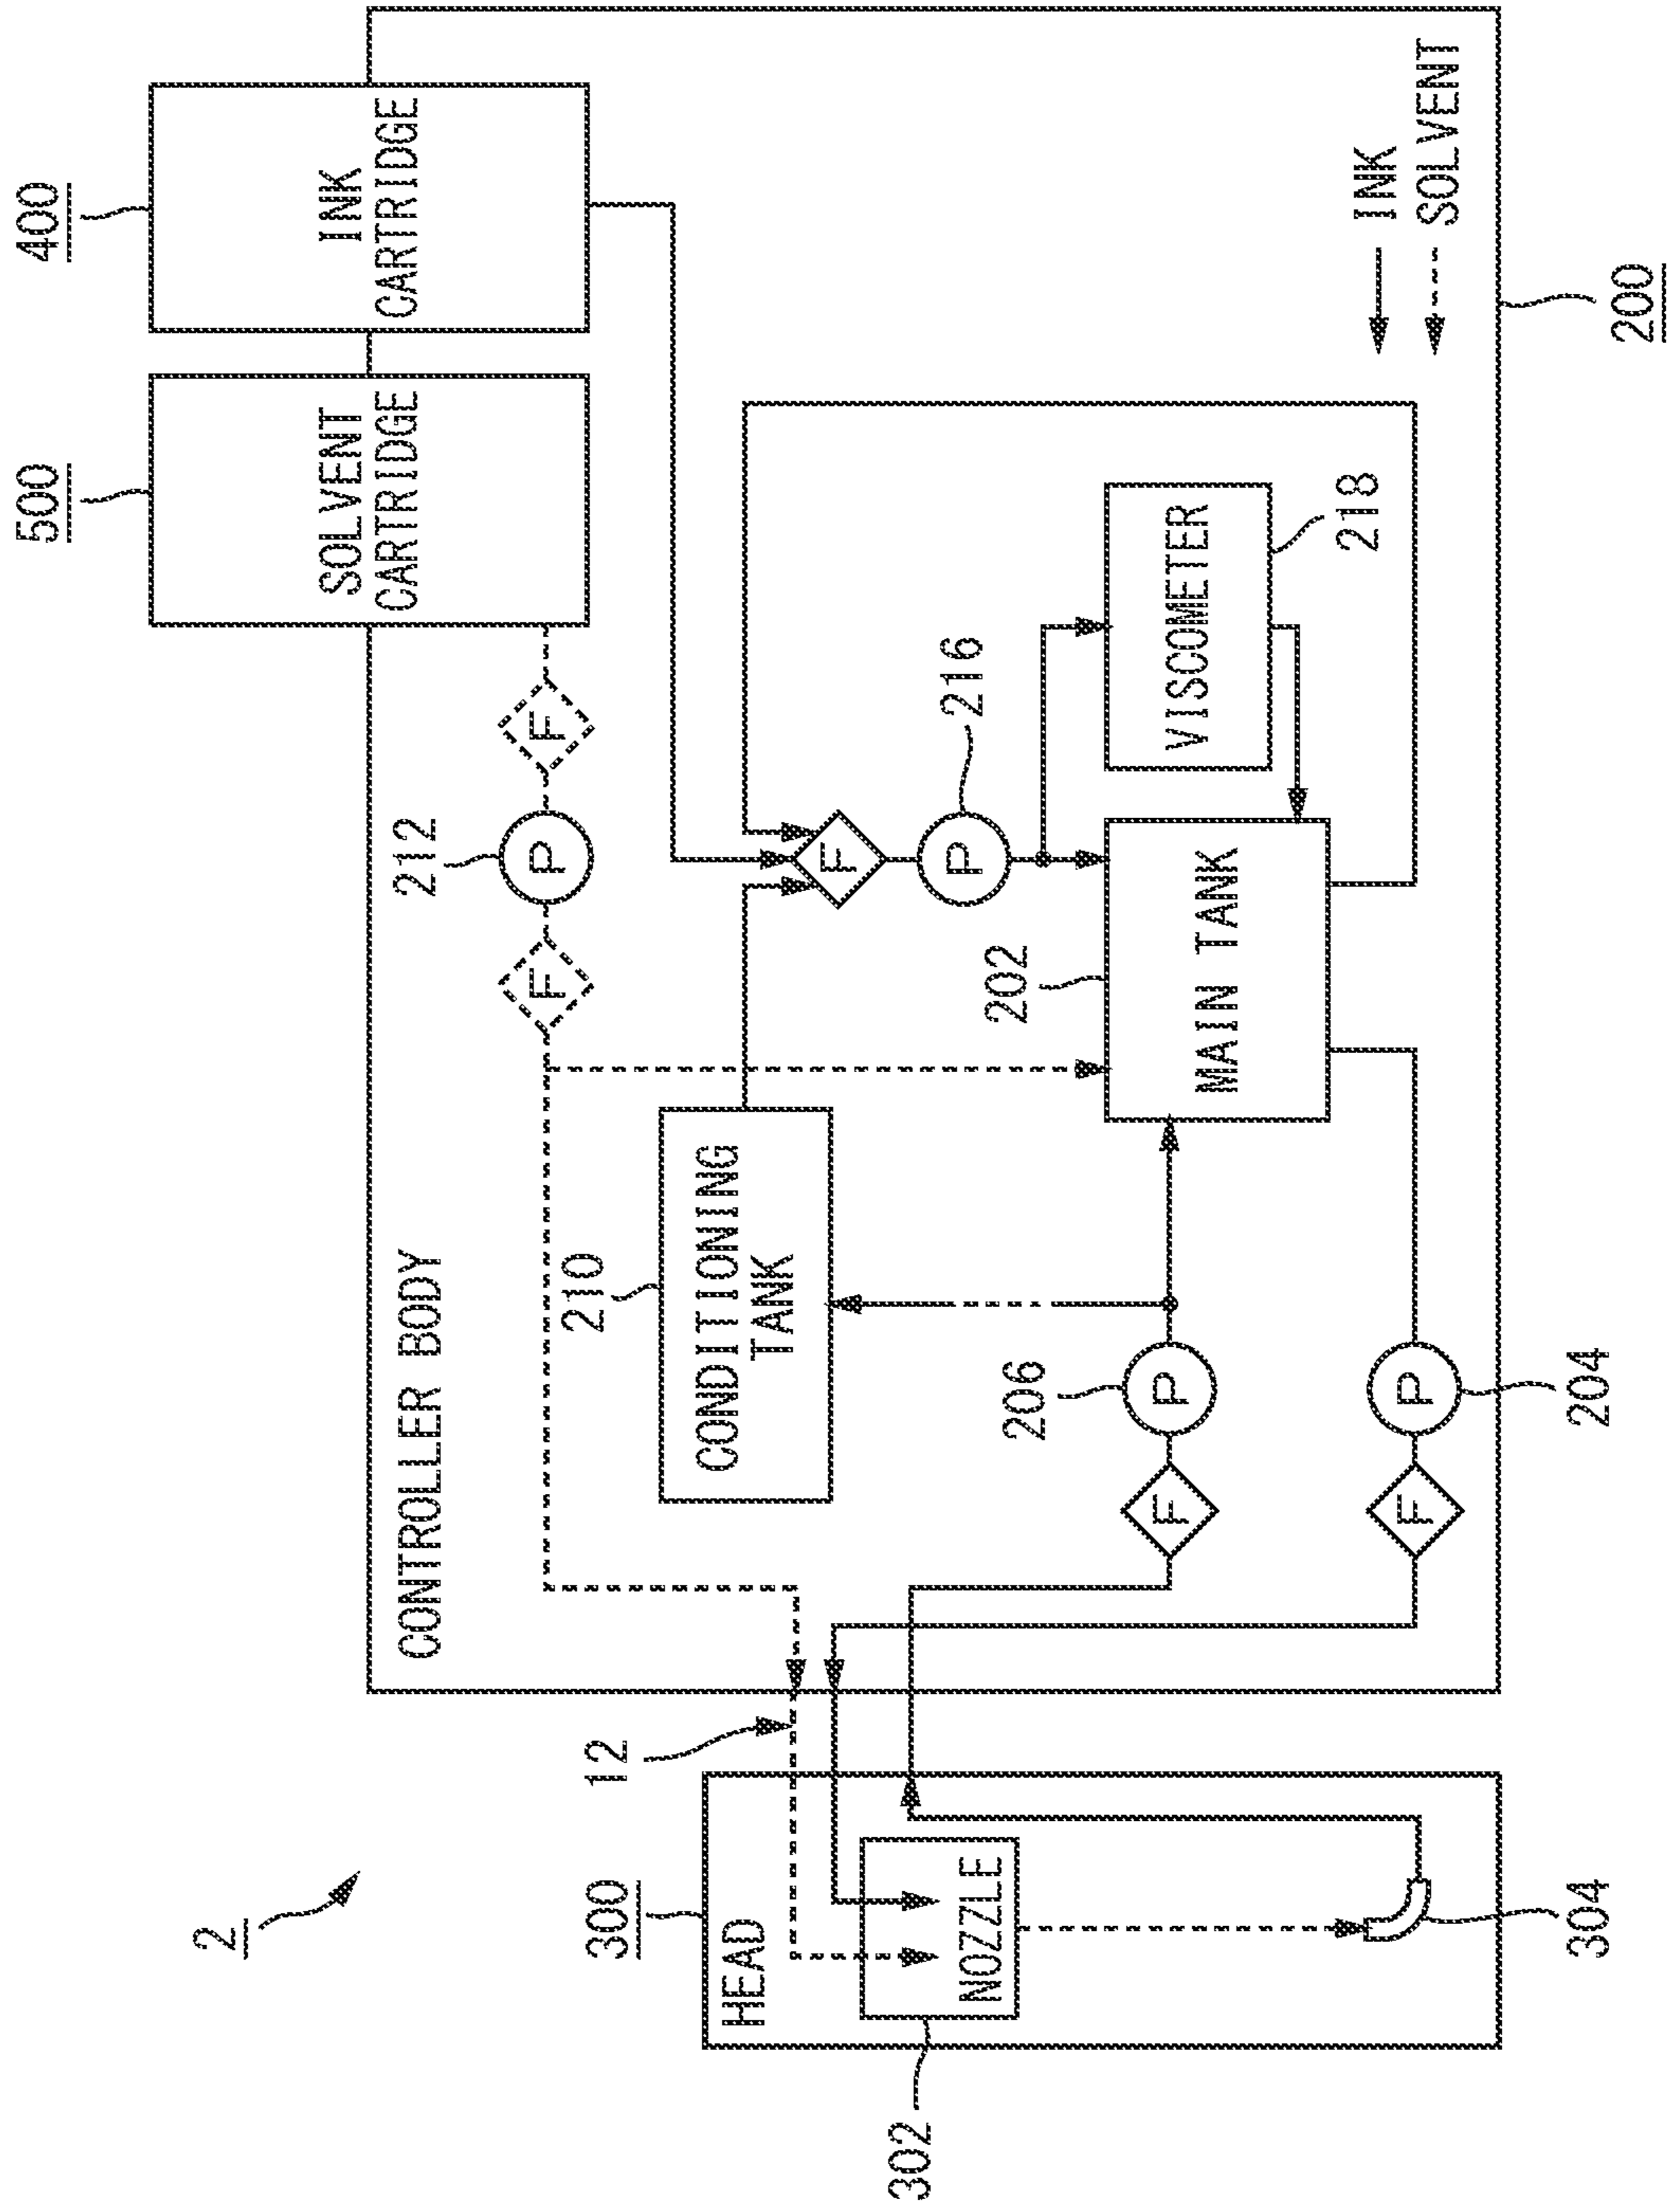 2
300
HEAD
302
NOZZLE
304
12
CONTROLLER BODY
200
210
CONDITIONING
TANK
212
P
F
F
500
SOLVENT
CARTRIDGE
400
INK
CARTRIDGE
F
P
216
202
MAIN TANK
VISCOMETER
218
206
P
F
204
P
F
INK
SOLVENT